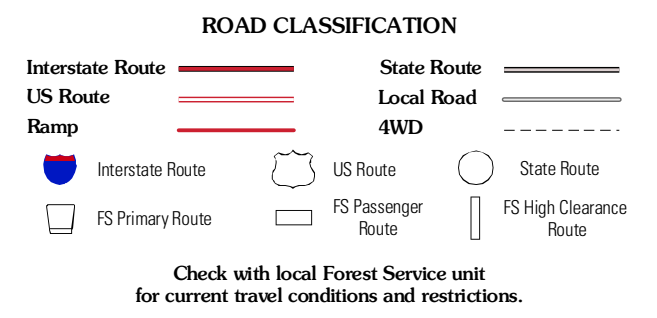 ROAD CLASSIFICATION
Interstate Route
State Route
US Route
Local Road
Ramp
4WD
Interstate Route
US Route
State Route
FS Primary Route
FS Passenger
Route
FS High Clearance
Route
Check with local Forest Service unit
for current travel conditions and restrictions.